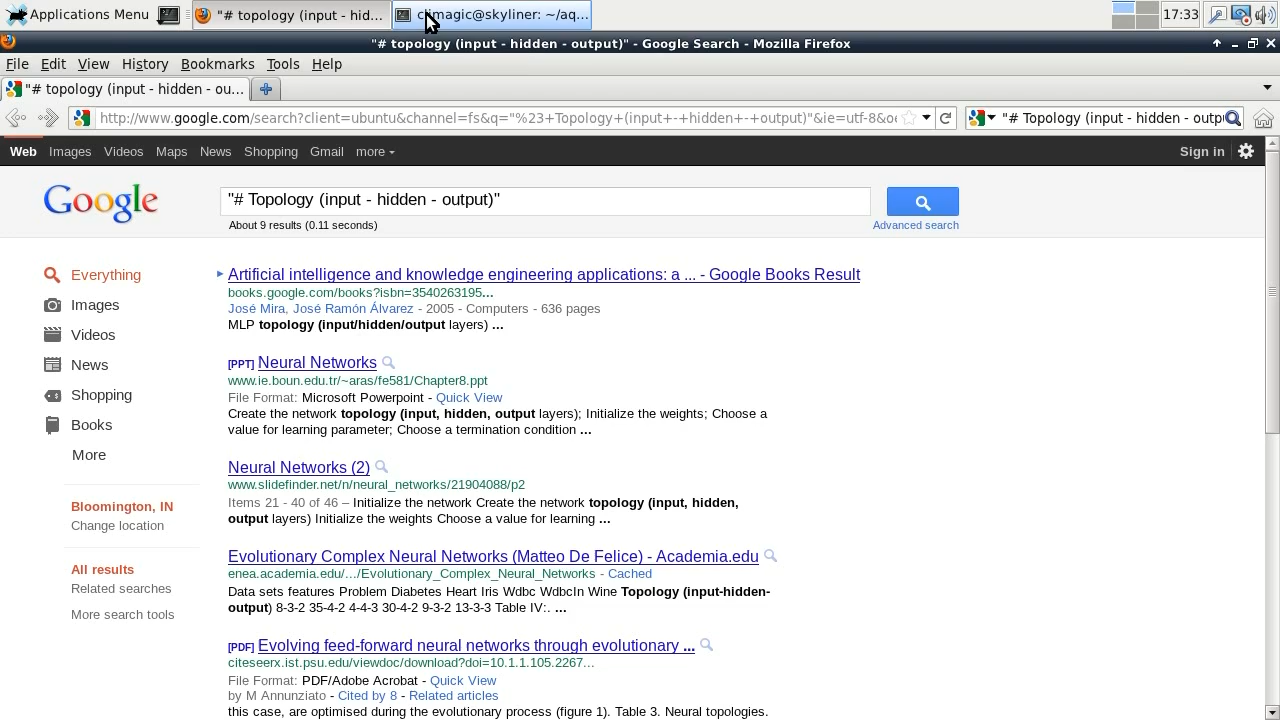 Applications Menu
"# topology (input - hid...
climagic@skyliner: ~/aq...
17:33
"# topology (input - hidden - output)" - Google Search - Mozilla Firefox
File Edit View History Bookmarks Tools Help
"# topology (input - hidden - ou...
http://www.google.com/search?client=ubuntu&channel=fs&q="%23+Topology+(input+-+hidden+-+output)"&ie=utf-8&o
"# Topology (input - hidden - outp
Web Images Videos Maps News Shopping Gmail more
Sign in
Google
"# Topology (input - hidden - output)"
About 9 results (0.11 seconds)
Advanced search
Everything
Images
Videos
News
Shopping
Books
More
Bloomington, IN
Change location
All results
Related searches
More search tools
Artificial intelligence and knowledge engineering applications: a ... - Google Books Result
books.google.com/books?isbn=3540263195...
José Mira, José Ramón Álvarez - 2005 - Computers - 636 pages
MLP topology (input/hidden/output layers) ...
[PPT] Neural Networks
www.ie.boun.edu.tr/~aras/fe581/Chapter8.ppt
File Format: Microsoft Powerpoint - Quick View
Create the network topology (input, hidden, output layers); Initialize the weights; Choose a
value for learning parameter; Choose a termination condition ...
Neural Networks (2)
www.slidefinder.net/n/neural_networks/21904088/p2
Items 21 - 40 of 46 – Initialize the network Create the network topology (input, hidden,
output layers) Initialize the weights Choose a value for learning ...
Evolutionary Complex Neural Networks (Matteo De Felice) - Academia.edu
enea.academia.edu/.../Evolutionary_Complex_Neural_Networks - Cached
Data sets features Problem Diabetes Heart Iris Wdbc WdbcIn Wine Topology (input-hidden-
output) 8-3-2 35-4-2 4-4-3 30-4-2 9-3-2 13-3-3 Table IV:. ...
[PDF] Evolving feed-forward neural networks through evolutionary ...
citeseerx.ist.psu.edu/viewdoc/download?doi=10.1.1.105.2267...
File Format: PDF/Adobe Acrobat - Quick View
by M Annunziato - Cited by 8 - Related articles
this case, are optimised during the evolutionary process (figure 1). Table 3. Neural topologies.